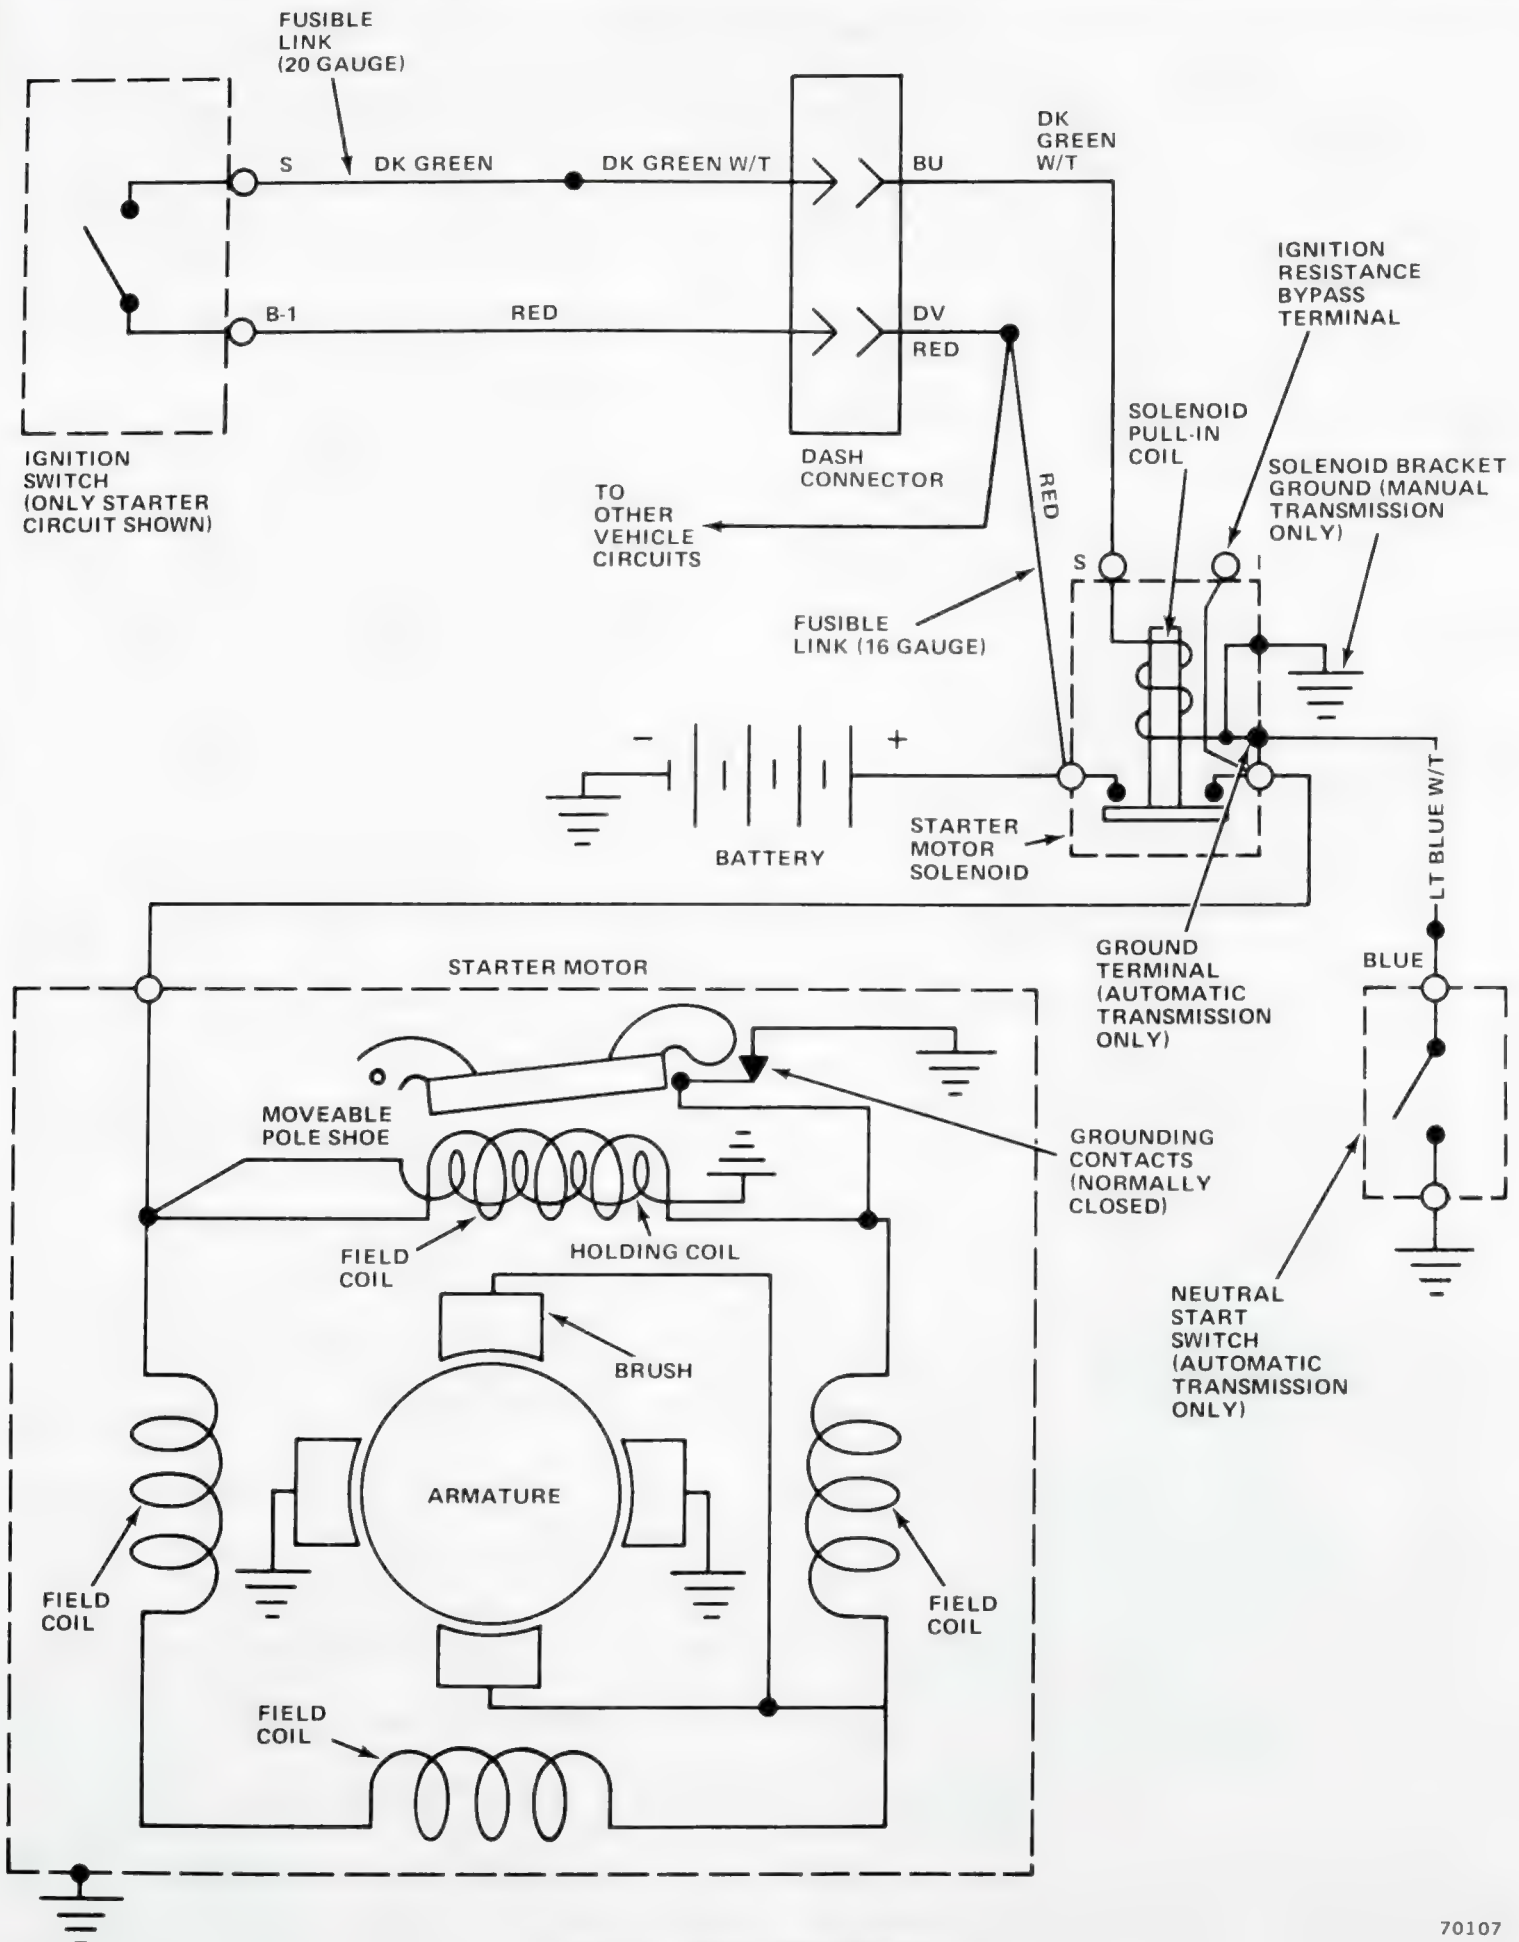 FUSIBLE
LINK
(20 GAUGE)
S
DK GREEN
DK GREEN W/T
BU
DK
GREEN
W/T
B-1
RED
DV
RED
IGNITION
RESISTANCE
BYPASS
TERMINAL
IGNITION
SWITCH
(ONLY STARTER
CIRCUIT SHOWN)
DASH
CONNECTOR
SOLENOID
PULL-IN
COIL
SOLENOID BRACKET
GROUND (MANUAL
TRANSMISSION
ONLY)
TO
OTHER
VEHICLE
CIRCUITS
RED
S
FUSIBLE
LINK (16 GAUGE)
−
+
BATTERY
STARTER
MOTOR
SOLENOID
LT BLUE W/T
GROUND
TERMINAL
(AUTOMATIC
TRANSMISSION
ONLY)
BLUE
STARTER MOTOR
MOVEABLE
POLE SHOE
GROUNDING
CONTACTS
(NORMALLY
CLOSED)
FIELD
COIL
HOLDING COIL
NEUTRAL
START
SWITCH
(AUTOMATIC
TRANSMISSION
ONLY)
BRUSH
ARMATURE
FIELD
COIL
FIELD
COIL
FIELD
COIL
70107